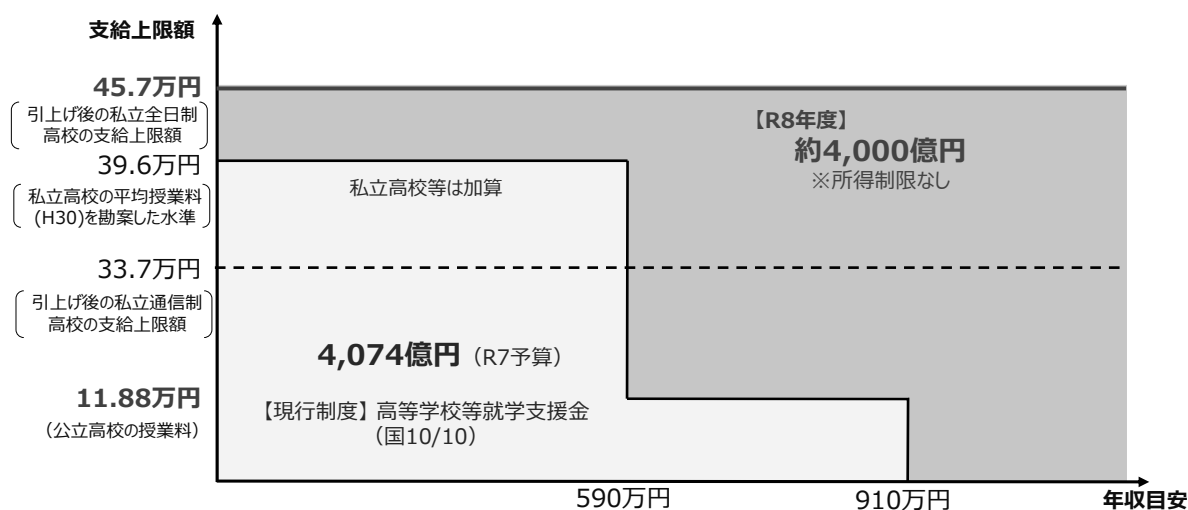 支給上限額
45.7万円
引上げ後の私立全日制
高校の支給上限額
39.6万円
私立高校の平均授業料
(H30)を勘案した水準
33.7万円
引上げ後の私立通信制
高校の支給上限額
11.88万円
（公立高校の授業料）
【R8年度】
約4,000億円
※所得制限なし
私立高校等は加算
4,074億円（R7予算）
【現行制度】高等学校等就学支援金
（国10/10）
590万円
910万円
年収目安